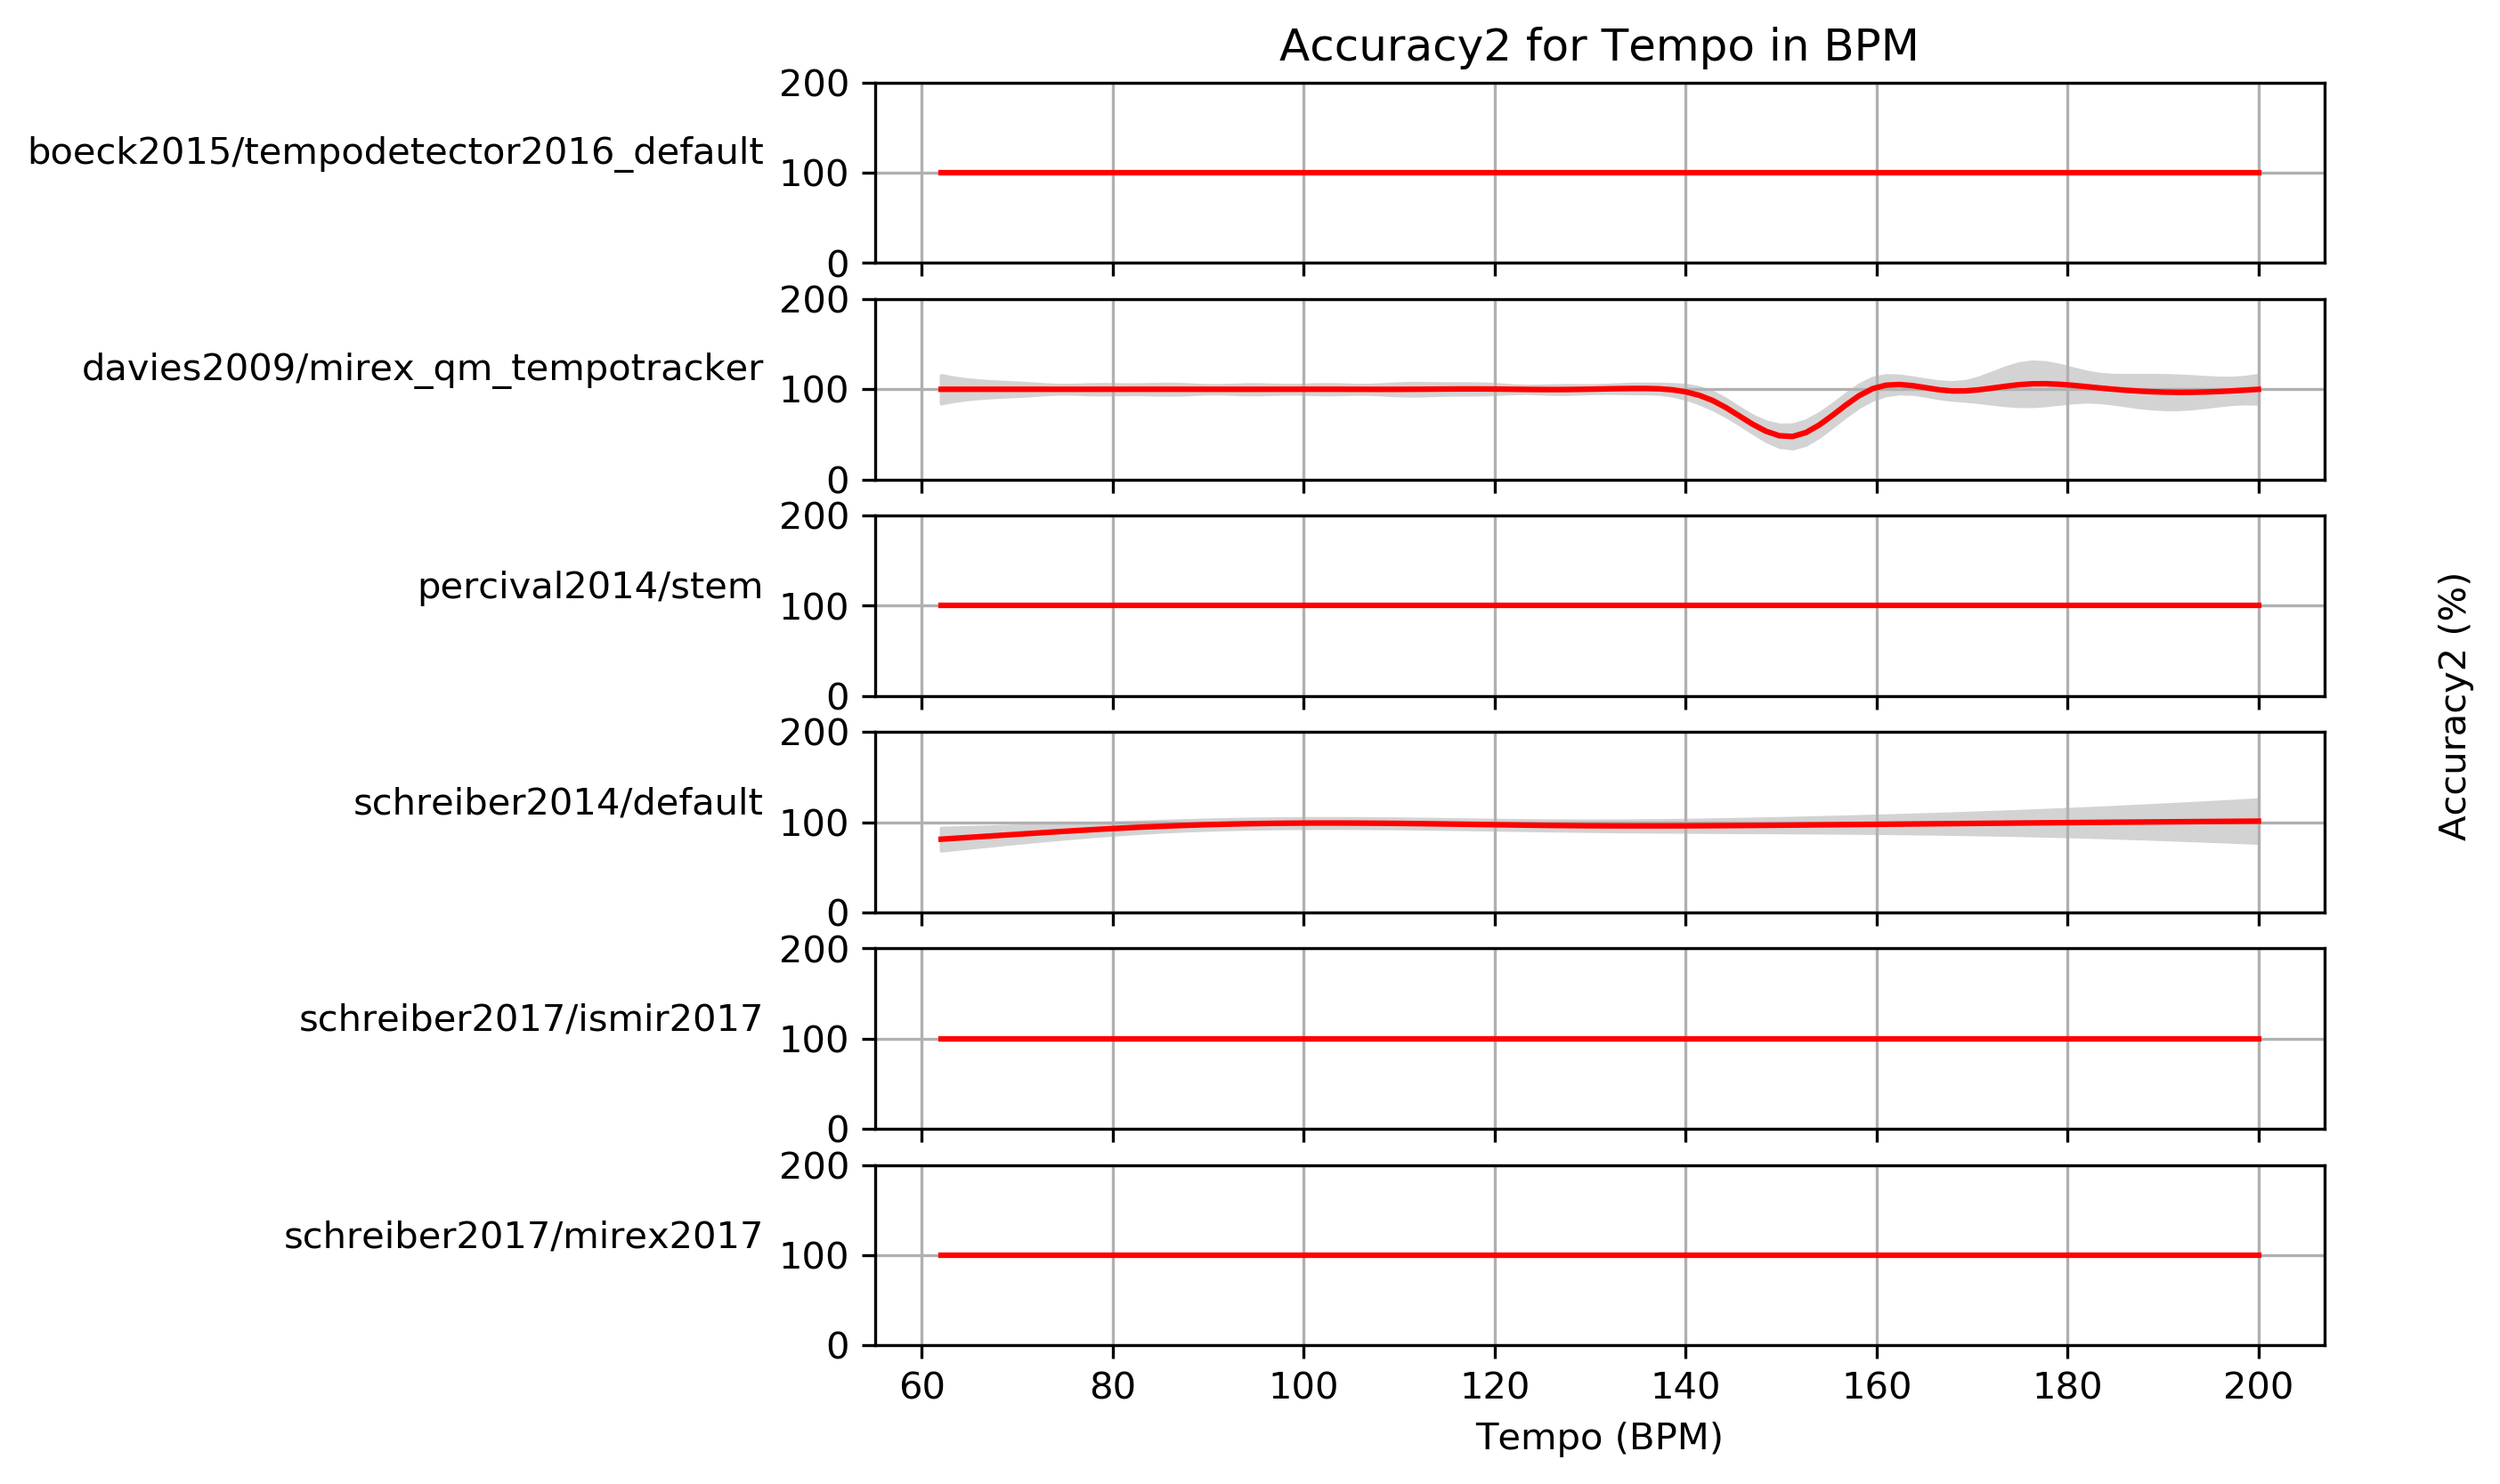 Accuracy2 for Tempo in BPM
boeck2015/tempodetector2016_default
200
100
0
davies2009/mirex_qm_tempotracker
200
100
0
percival2014/stem
200
100
0
schreiber2014/default
200
100
0
schreiber2017/ismir2017
200
100
0
schreiber2017/mirex2017
200
100
0
60 80 100 120 140 160 180 200
Tempo (BPM)
Accuracy2 (%)